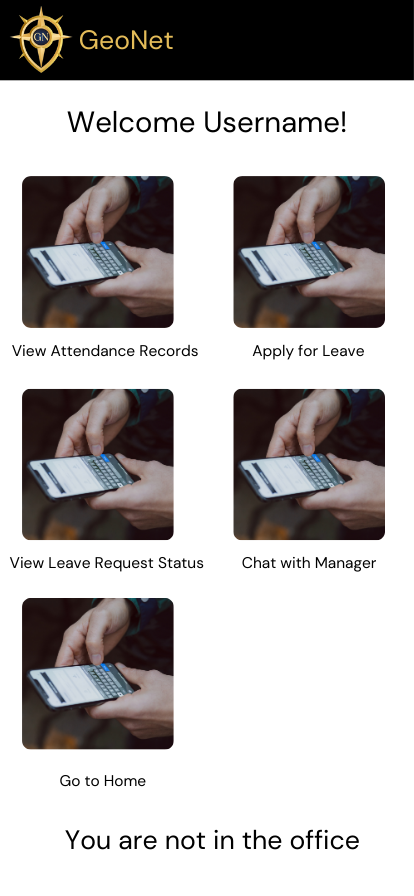 GN
GeoNet
Welcome Username!
View Attendance Records
Apply for Leave
View Leave Request Status
Chat with Manager
Go to Home
You are not in the office